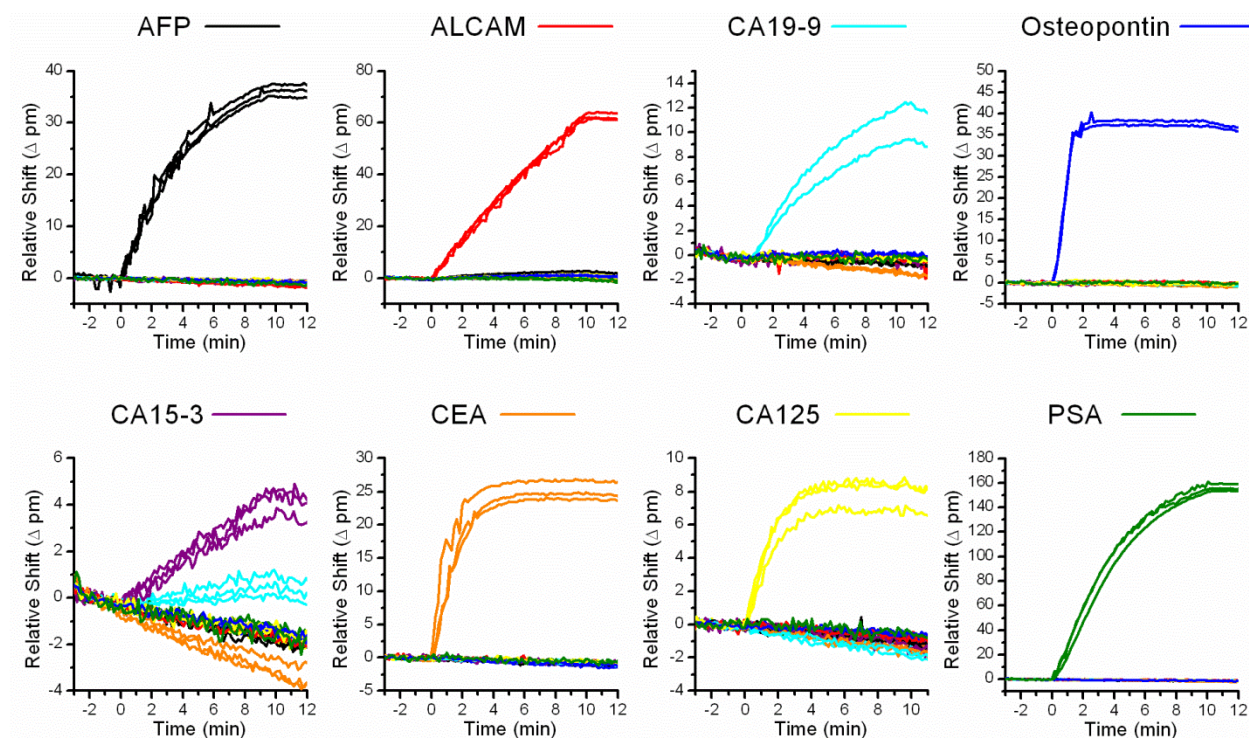 AFP
ALCAM
CA19-9
Osteopontin
Relative Shift (Δ pm)
40
30
20
10
0
-2 0 2 4 6 8 10 12
Time (min)
Relative Shift (Δ pm)
80
60
40
20
0
-2 0 2 4 6 8 10 12
Time (min)
Relative Shift (Δ pm)
14
12
10
8
6
4
2
0
-2
-4
-2 0 2 4 6 8 10
Time (min)
Relative Shift (Δ pm)
50
45
40
35
30
25
20
15
10
5
0
-5
-2 0 2 4 6 8 10 12
Time (min)
CA15-3
CEA
CA125
PSA
Relative Shift (Δ pm)
6
4
2
0
-2
-4
-2 0 2 4 6 8 10 12
Time (min)
Relative Shift (Δ pm)
35
30
25
20
15
10
5
0
5
-2 0 2 4 6 8 10 12
Time (min)
Relative Shift (Δ pm)
10
8
6
4
2
0
-2
-4
-2 0 2 4 6 8 10
Time (min)
Relative Shift (Δ pm)
180
160
140
120
100
80
60
40
20
0
-2 0 2 4 6 8 10 12
Time (min)